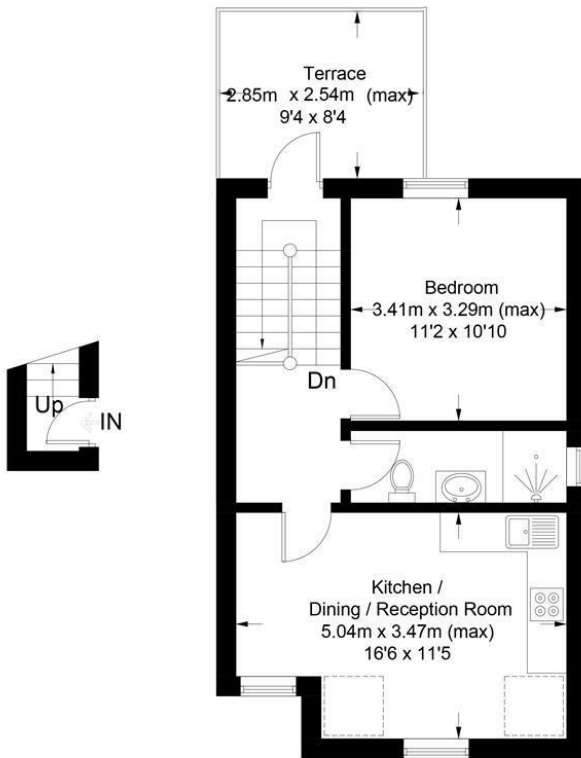 Terrace
2.85m x 2.54m (max)
9'4 x 8'4
Bedroom
3.41m x 3.29m (max)
11'2 x 10'10
Dn
Up
IN
Kitchen /
Dining / Reception Room
5.04m x 3.47m (max)
16'6 x 11'5